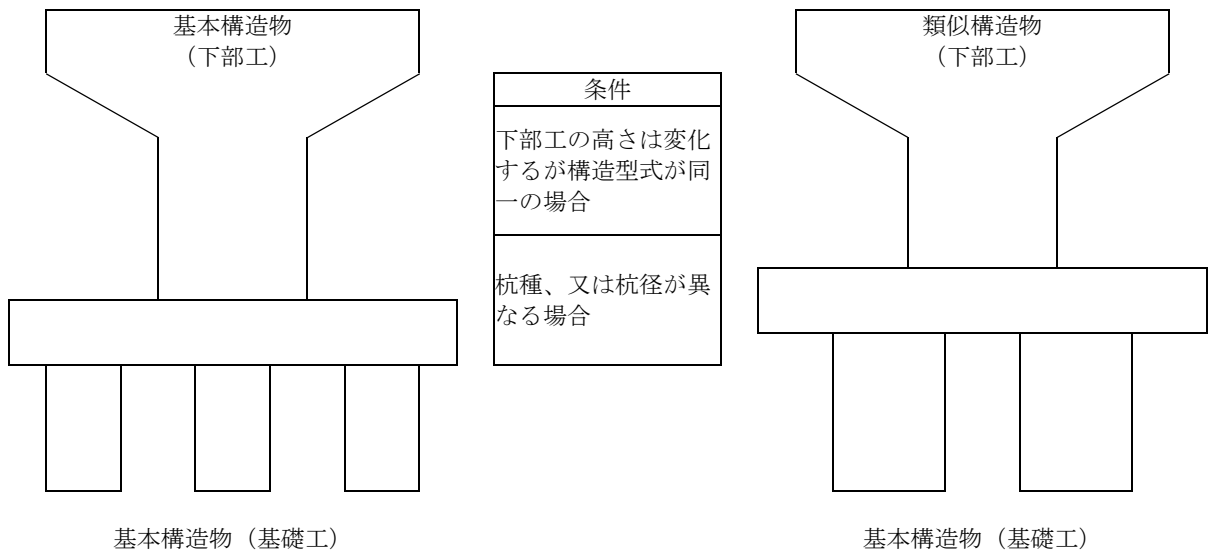 基本構造物
（下部工）
条件
下部工の高さは変化
するが構造型式が同
一の場合
杭種、又は杭径が異
なる場合
類似構造物
（下部工）
基本構造物（基礎工）
基本構造物（基礎工）